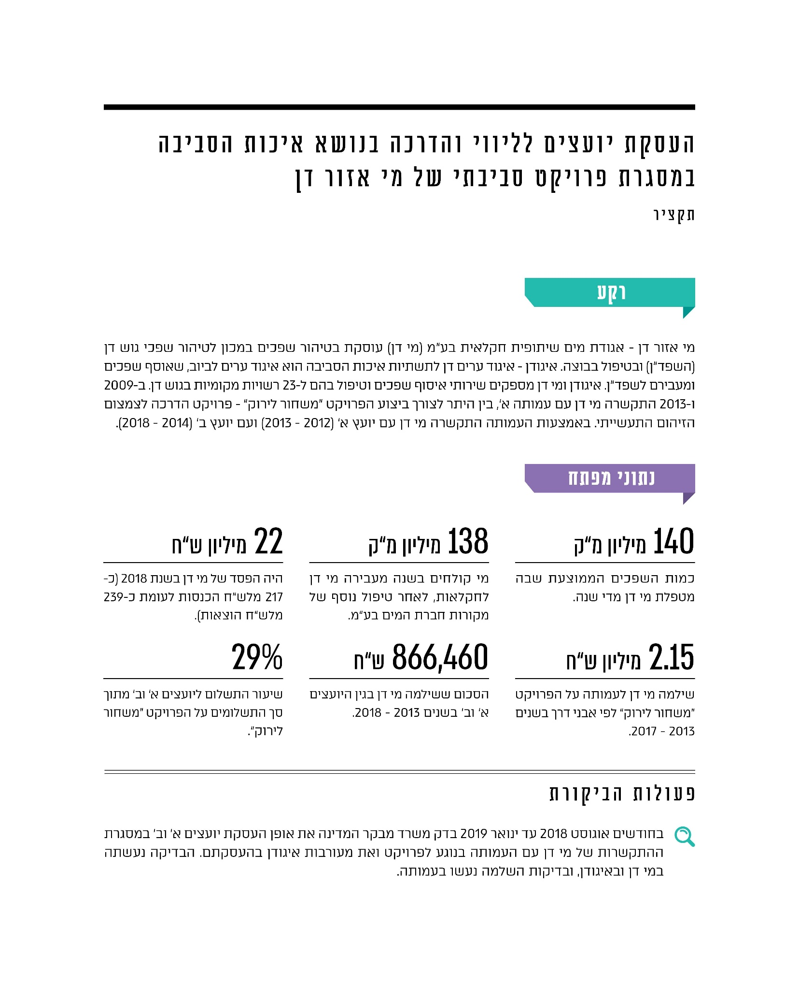 העסקת יועצים לליווי והדרכה בנושא איכות הסביבה
במסגרת פרויקט סביבתי של מי אזור דן
תקציר
רקע
מי אזור דן - אגודת מים שיתופית חקלאית בע"מ (מי דן) עוסקת בטיהור שפכים במכון לטיהור שפכי גוש דן
(השפד"ן) ובטיפול בבוצה. איגודן - איגוד ערים דן לתשתיות איכות הסביבה הוא איגוד ערים לביוב, שאוסף שפכים
ומעבירם לשפד"ן. איגודן ומי דן מספקים שירותי איסוף שפכים וטיפול בהם ל-23 רשויות מקומיות בגוש דן. ב-2009
ו-2013 התקשרה מי דן עם עמותה א', בין היתר לצורך ביצוע הפרויקט "משחור לירוק" - פרויקט הדרכה לצמצום
הזיהום התעשייתי. באמצעות העמותה התקשרה מי דן עם יועץ א' (2012 - 2013) ועם יועץ ב' (2014 - 2018).
נתוני מפתח
140 מיליון מ"ק
כמות השפכים הממוצעת שבה
מטפלת מי דן מדי שנה.
138 מיליון מ"ק
מי קולחים בשנה מעבירה מי דן
לחקלאות, לאחר טיפול נוסף של
מקורות חברת המים בע"מ.
22 מיליון ש"ח
היה הפסד של מי דן בשנת 2018 (כ-
217 מלש"ח הכנסות לעומת כ-239
מלש"ח הוצאות).
2.15 מיליון ש"ח
שילמה מי דן לעמותה על הפרויקט
"משחור לירוק" לפי אבני דרך בשנים
2013 - 2017.
866,460 ש"ח
הסכום ששילמה מי דן בגין היועצים
א' וב' בשנים 2013 - 2018.
29%
שיעור התשלום ליועצים א' וב' מתוך
סך התשלומים על הפרויקט "משחור
לירוק".
פעולות הביקורת
בחודשים אוגוסט 2018 עד ינואר 2019 בדק משרד מבקר המדינה את אופן העסקת יועצים א' וב' במסגרת
ההתקשרות של מי דן עם העמותה בנוגע לפרויקט ואת מעורבות איגודן בהעסקתם. הבדיקה נעשתה
במי דן ובאיגודן, ובדיקות השלמה נעשו בעמותה.